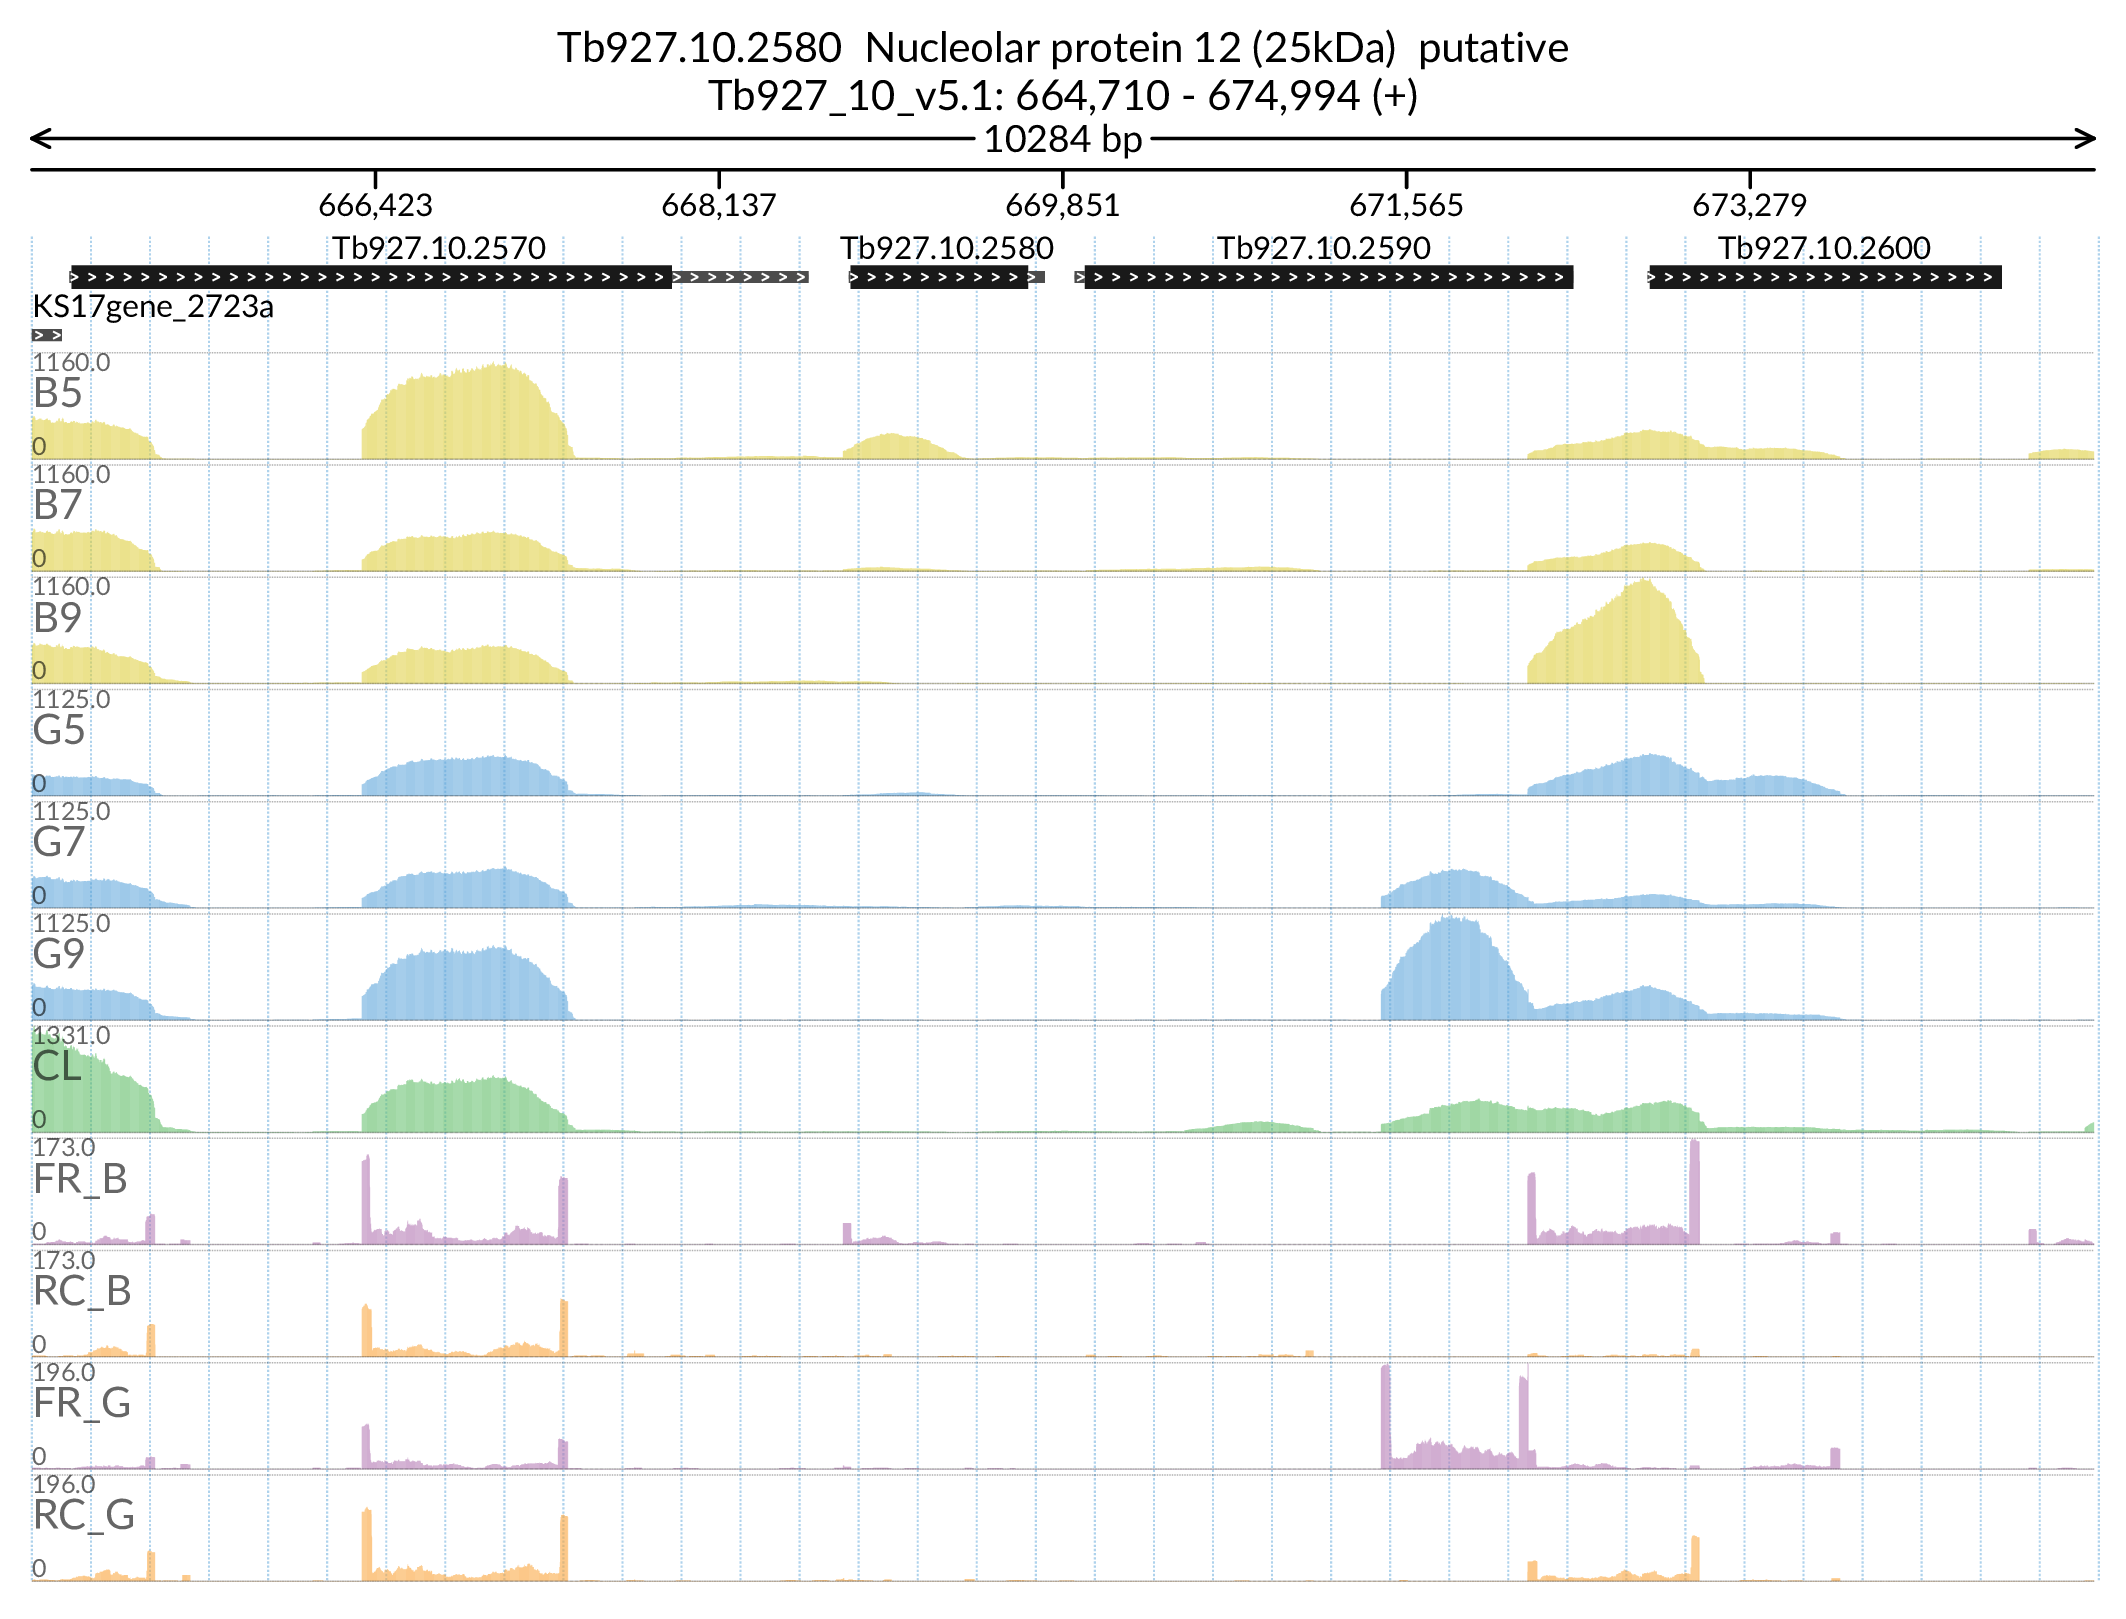 Tb927.10.2580  Nucleolar protein 12 (25kDa)  putative
Tb927_10_v5.1: 664,710 - 674,994 (+)
10284 bp
666,423 668,137 669,851 671,565 673,279
Tb927.10.2570 Tb927.10.2580 Tb927.10.2590 Tb927.10.2600
KS17gene_2723a
1160.0
B5
0
1160.0
B7
0
1160.0
B9
0
1125.0
G5
0
1125.0
G7
0
1125.0
G9
0
1331.0
CL
0
173.0
FR_B
0
173.0
RC_B
0
196.0
FR_G
0
196.0
RC_G
0